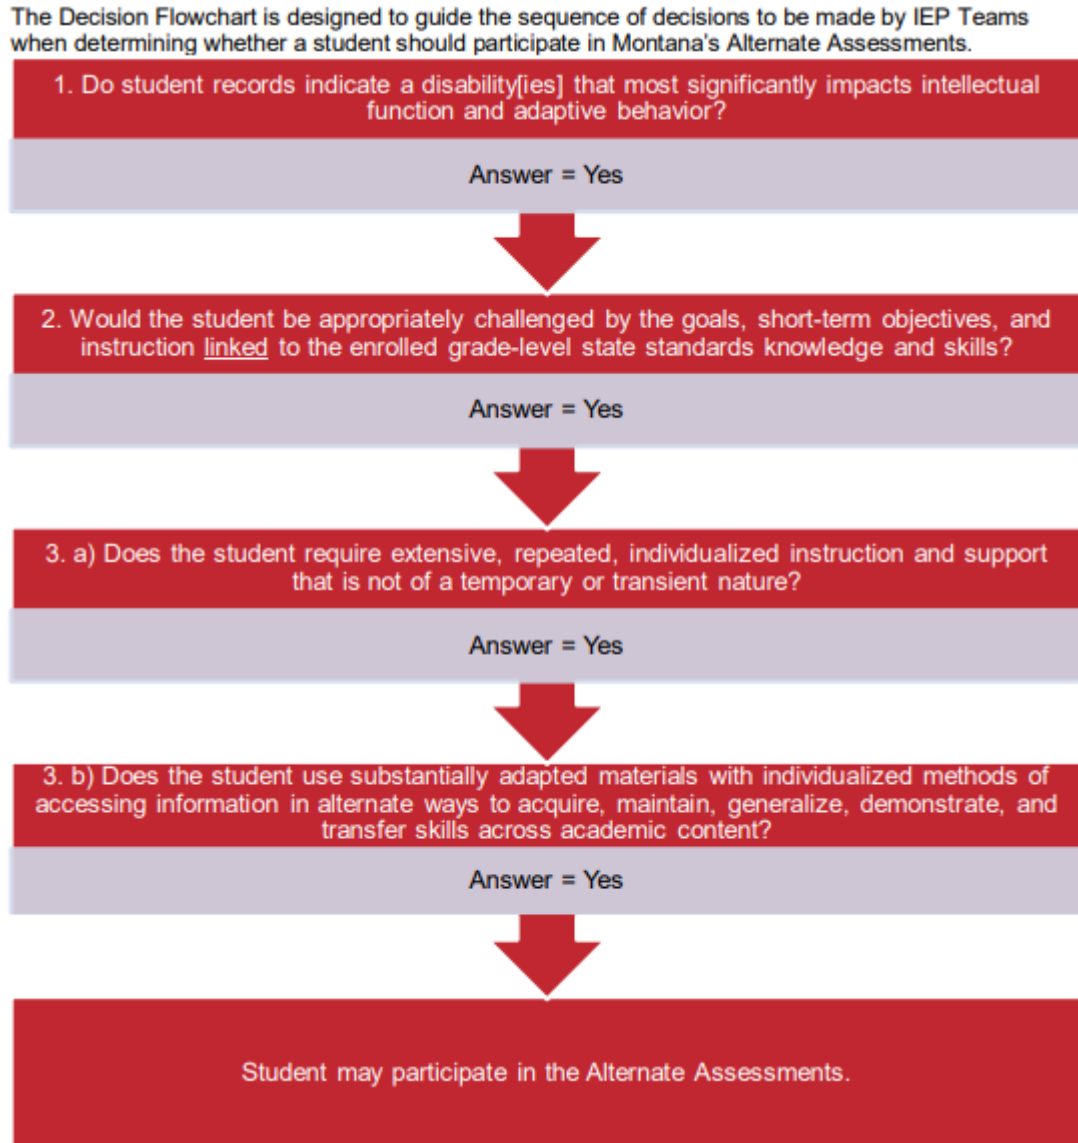 The Decision Flowchart is designed to guide the sequence of decisions to be made by IEP Teams
when determining whether a student should participate in Montana's Alternate Assessments.
1. Do student records indicate a disability[ies] that most significantly impacts intellectual
function and adaptive behavior?
Answer = Yes
2. Would the student be appropriately challenged by the goals, short-term objectives, and
instruction linked to the enrolled grade-level state standards knowledge and skills?
Answer = Yes
3. a) Does the student require extensive, repeated, individualized instruction and support
that is not of a temporary or transient nature?
Answer = Yes
3. b) Does the student use substantially adapted materials with individualized methods of
accessing information in alternate ways to acquire, maintain, generalize, demonstrate, and
transfer skills across academic content?
Answer = Yes
Student may participate in the Alternate Assessments.